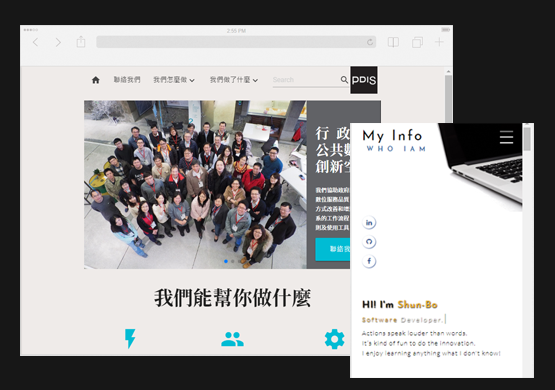 2:55 PM
聯絡我們
我們怎麼做
我們做了什麼
Search
PDIS
行 政
公共
創新空
我們協助政府
數位服務品質
方式改善和增
系的工作流程
則及使用工具
聯絡我
我們能幫你做什麼
My Info
WHO IAM
in
f
HI! I'm Shun-Bo
Software Developer.
Actions speak louder than words.
It's kind of fun to do the innovation.
I enjoy learning anything what I don't know!